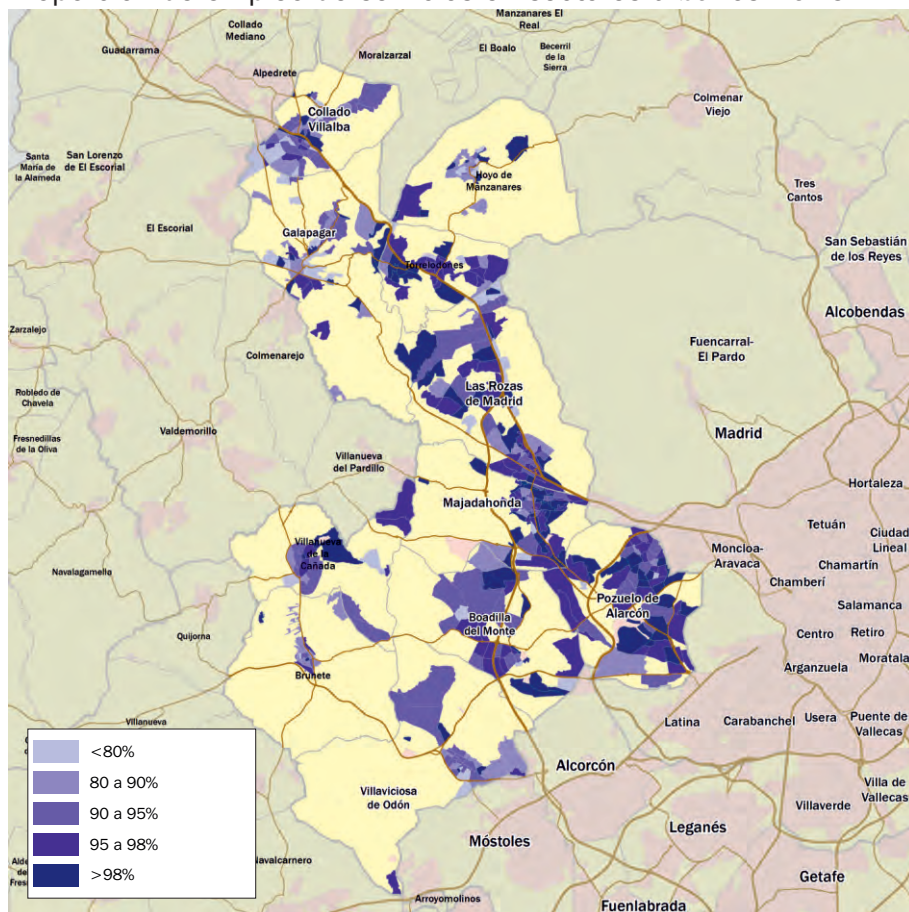 Collado
Mediano
Manzanares El
Real
Guadarrama
Moralzarzal
El Boalo
Becerril
de la
Sierra
Alpedrete
Colmenar
Viejo
Collado
Villalba
Santa
María de
la Alameda
San Lorenzo
de El Escorial
Hoyo de
Manzanares
Tres
Cantos
El Escorial
Galapagar
San Sebastián
de los Reyes
Torrelodones
Alcobendas
Zarzalejo
Fuencarral-
El Pardo
Colmenarejo
Las Rozas
de Madrid
Robledo de
Chavela
Valdemorillo
Madrid
Fresnedillas
de la Oliva
Villanueva
del Pardillo
Hortaleza
Majadahonda
Tetuán
Ciudad
Lineal
Villanueva
de la
Cañada
Moncloa-
Aravaca
Chamartín
Navalagamella
Chamberí
Pozuelo de
Alarcón
Salamanca
Boadilla
del Monte
Quijorna
Centro
Retiro
Arganzuela
Moratala
Brunete
Villanueva
Latina
Carabanchel
Usera
Puente de
Vallecas
Alcorcón
Villa de
Vallecas
Villaviciosa
de Odón
Villaverde
Leganés
Móstoles
Navalcarnero
Getafe
Arroyomolinos
Fuenlabrada
<80%
80 a 90%
90 a 95%
95 a 98%
>98%